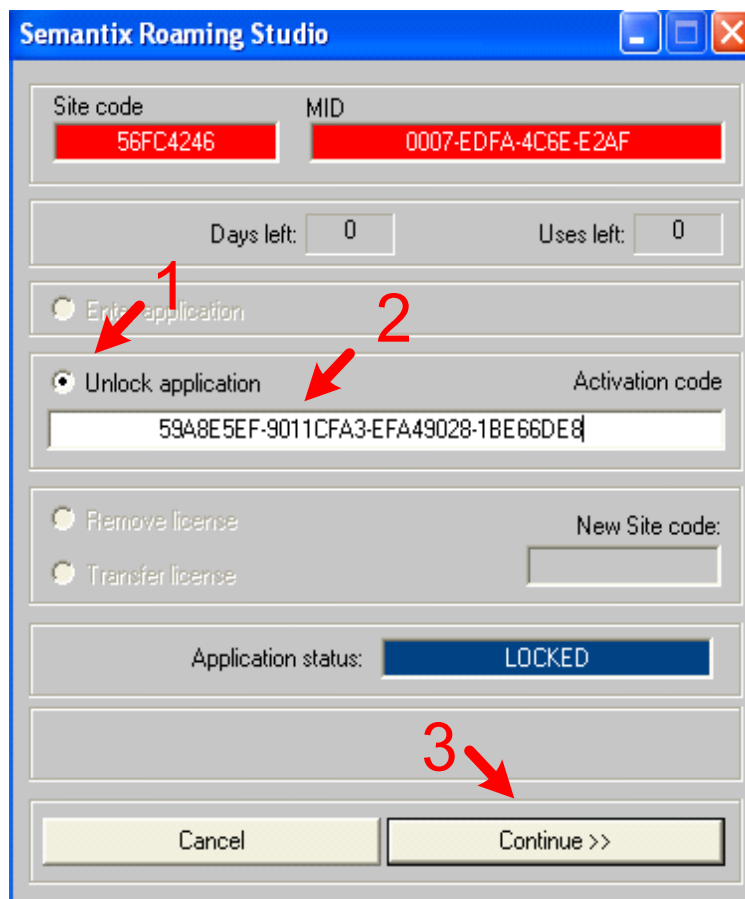 Semantix Roaming Studio
Site code MID
56FC4246 0007-EDFA-4C6E-E2AF
Days left: 0 Uses left: 0
1
Enter application
2
Unlock application Activation code
59A8E5EF-9011CFA3-EFA49028-1BE66DE8
Remove license New Site code:
Transfer license
Application status: LOCKED
3
Cancel Continue >>